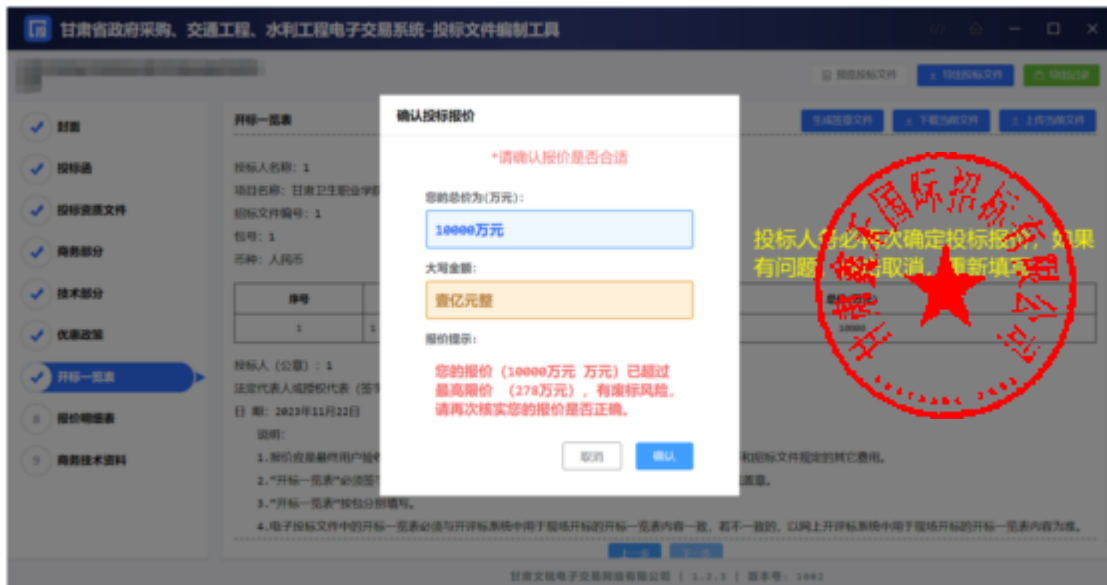 甘肃省政府采购、交通工程、水利工程电子交易系统-投标文件编制工具
预览投标文件
导出投标文件
导出记录
封面
投标函
投标资质文件
商务部分
技术部分
优惠政策
开标一览表
8 报价明细表
9 商务技术资料
开标一览表
生成签章文件
下载当前文件
上传当前文件
投标人名称: 1
项目名称: 甘肃卫生职业学院
招标文件编号: 1
包号: 1
币种: 人民币
序号
1
1
10000
投标人（公章）: 1
法定代表人或授权代表（签字
日 期: 2023年11月22日
说明:
1.报价应是最终用户验收
和招标文件规定的其它费用。
2.“开标一览表”必须签
盖章。
3.“开标一览表”按包分别填写。
4.电子投标文件中的开标一览表必须与开评标系统中用于现场开标的开标一览表内容一致，若不一致的，以网上开评标系统中用于现场开标的开标一览表内容为准。
上一步
下一步
确认投标报价
*请确认报价是否合适
您的总价为(万元):
10000万元
大写金额:
壹亿元整
报价提示:
您的报价（10000万元 万元）已超过
最高限价 （278万元），有废标风险，
请再次核实您的报价是否正确。
取消
确认
投标人务必再次确定投标报价，如果
有问题 取消，重新填写
甘肃文锐电子交易网络有限公司 | 1.2.3 | 版本号: 1002